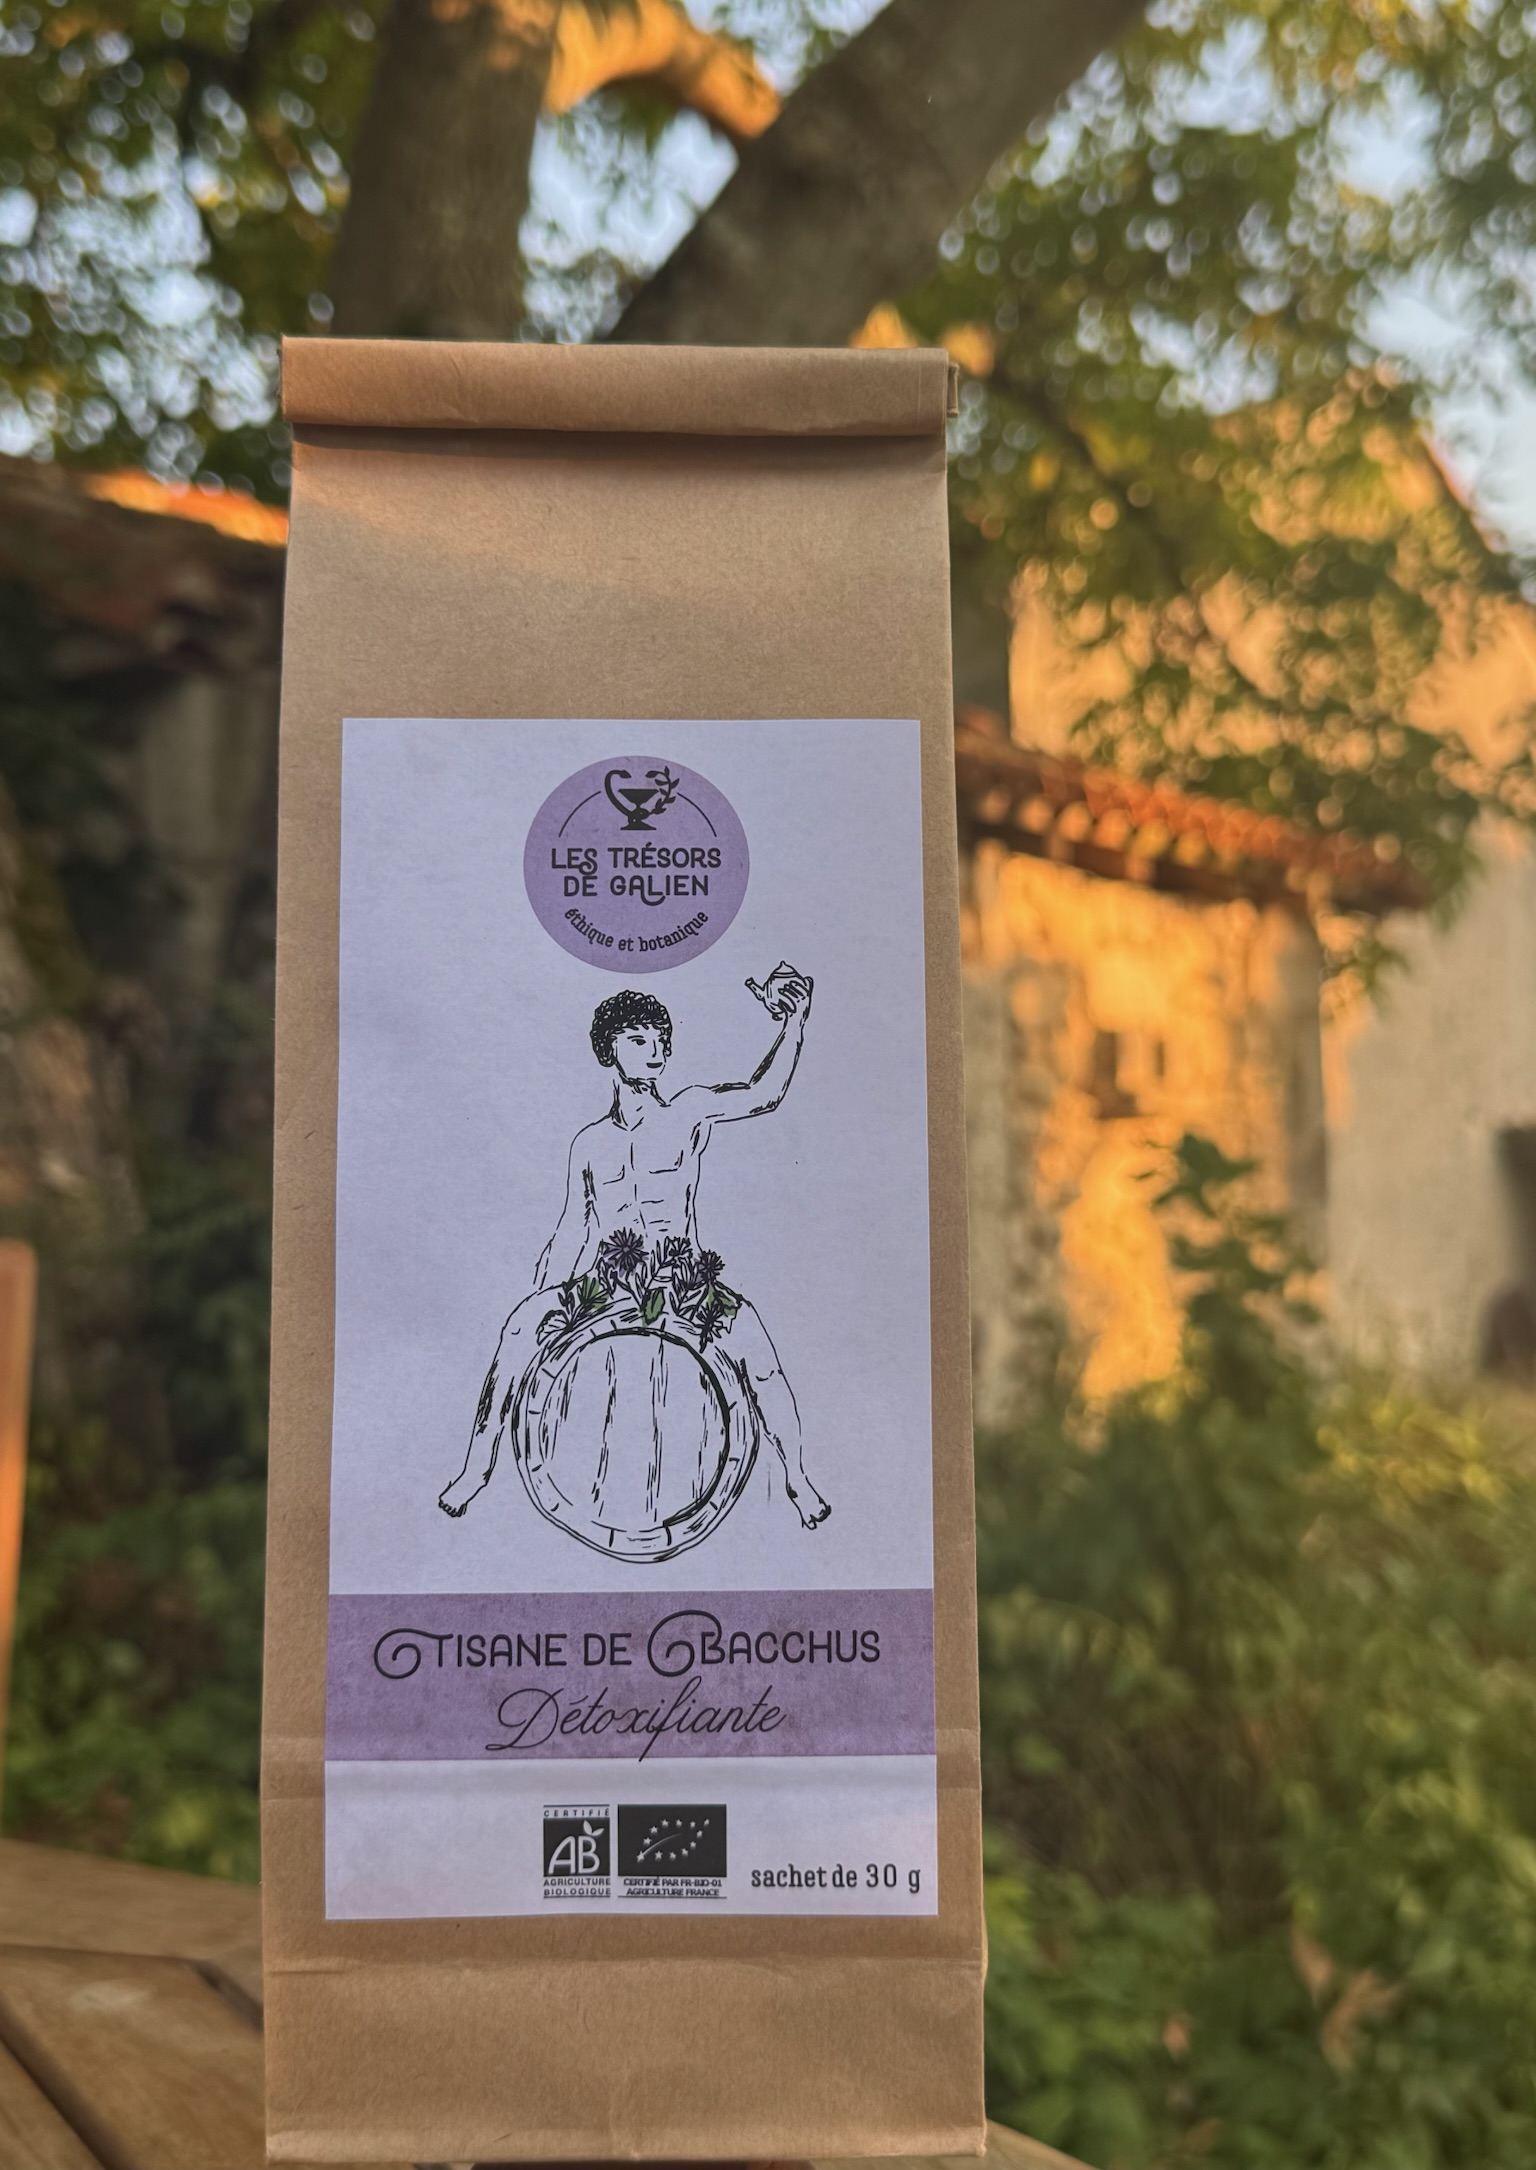 LES TRÉSORS
DE GALIEN
éthique et botanique
TISANE DE BACCHUS
Détoxifiante
CERTIFIÉ
AB
AGRICULTURE
BIOLOGIQUE
CERTIFIÉ PAR FR-BIO-01
AGRICULTURE FRANCE
sachet de 30 g